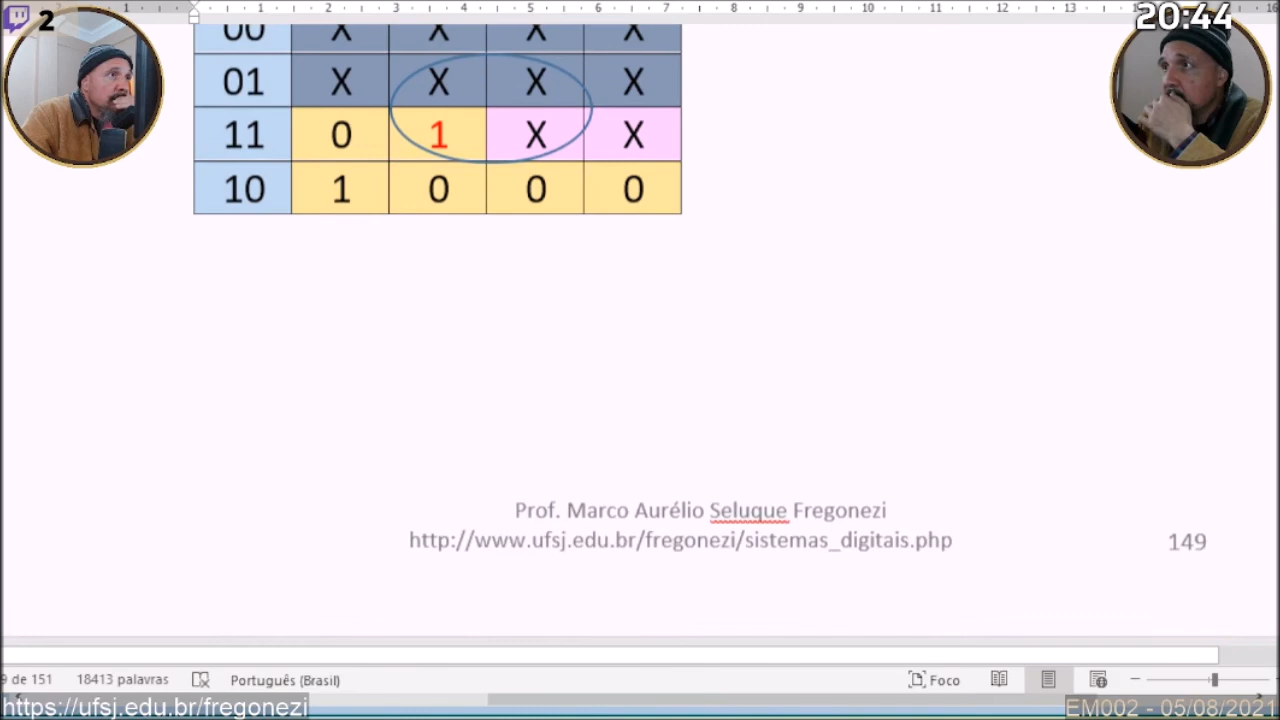 2
20:44
00 X X X X
01 X X X X
11 0 1 X X
10 1 0 0 0
Prof. Marco Aurélio Seluque Fregonezi
http://www.ufsj.edu.br/fregonezi/sistemas_digitais.php
149
9 de 151 18413 palavras Português (Brasil) Foco
https://ufsj.edu.br/fregonezi
EM002 - 05/08/2021